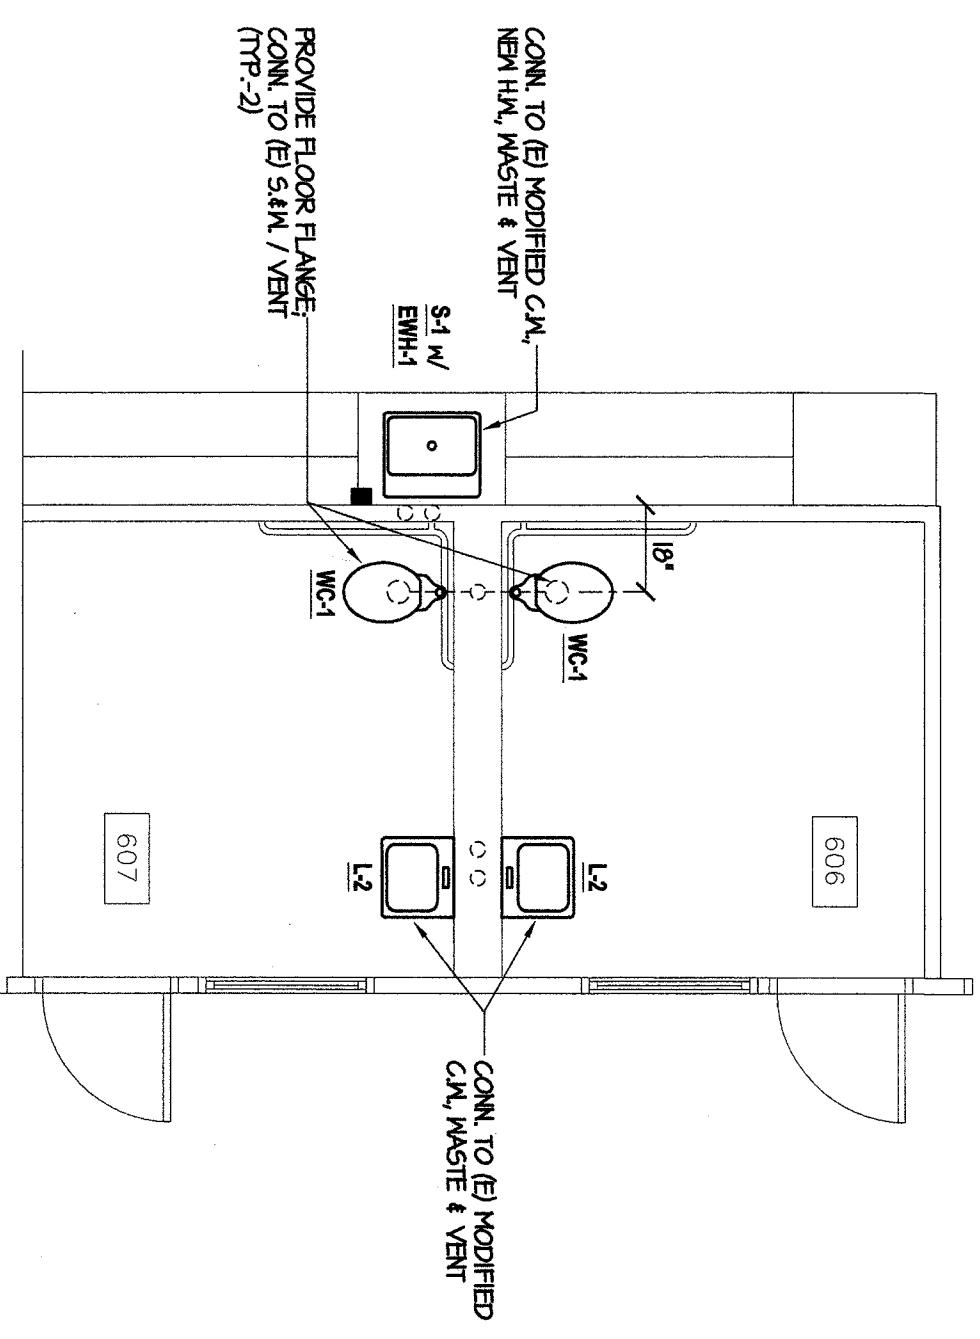 CONN. TO (E) MODIFIED C.W.,
NEW H.W., WASTE & VENT
PROVIDE FLOOR FLANGE;
CONN. TO (E) S.&W. / VENT
(TYP.-2)
S-1 W/
EWH-1
18"
WC-1
WC-1
606
607
L-2
L-2
CONN. TO (E) MODIFIED
C.W., WASTE & VENT